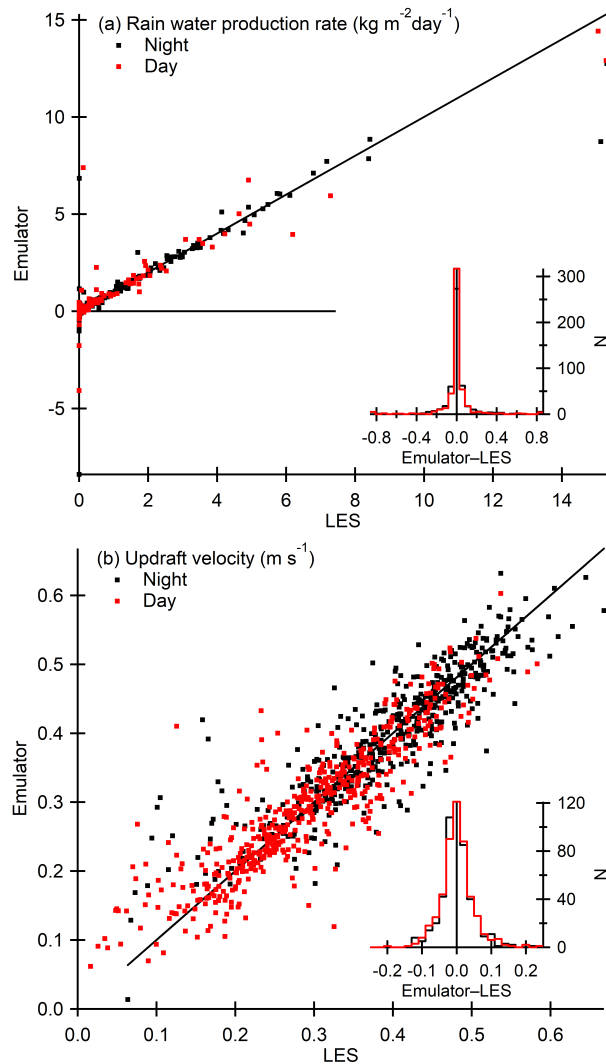 (a) Rain water production rate (kg m⁻²day⁻¹)
Night
Day
15
10
5
0
-5
Emulator
300
200
100
0
N
-0.8 -0.4 0.0 0.4 0.8
Emulator–LES
0 2 4 6 8 10 12 14
LES
(b) Updraft velocity (m s⁻¹)
Night
Day
0.6
0.5
0.4
0.3
0.2
0.1
0.0
Emulator
120
80
40
0
N
-0.2 -0.1 0.0 0.1 0.2
Emulator–LES
0.0 0.1 0.2 0.3 0.4 0.5 0.6
LES